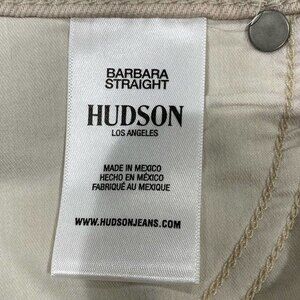 BARBARA
STRAIGHT
HUDSON
LOS ANGELES
MADE IN MEXICO
HECHO EN MÉXICO
FABRIQUÉ AU MEXIQUE
WWW.HUDSONJEANS.COM